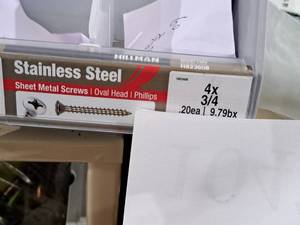 HILLMAN
Stainless Steel
Sheet Metal Screws | Oval Head | Phillips
4x
3/4
.20ea | 9.79bx